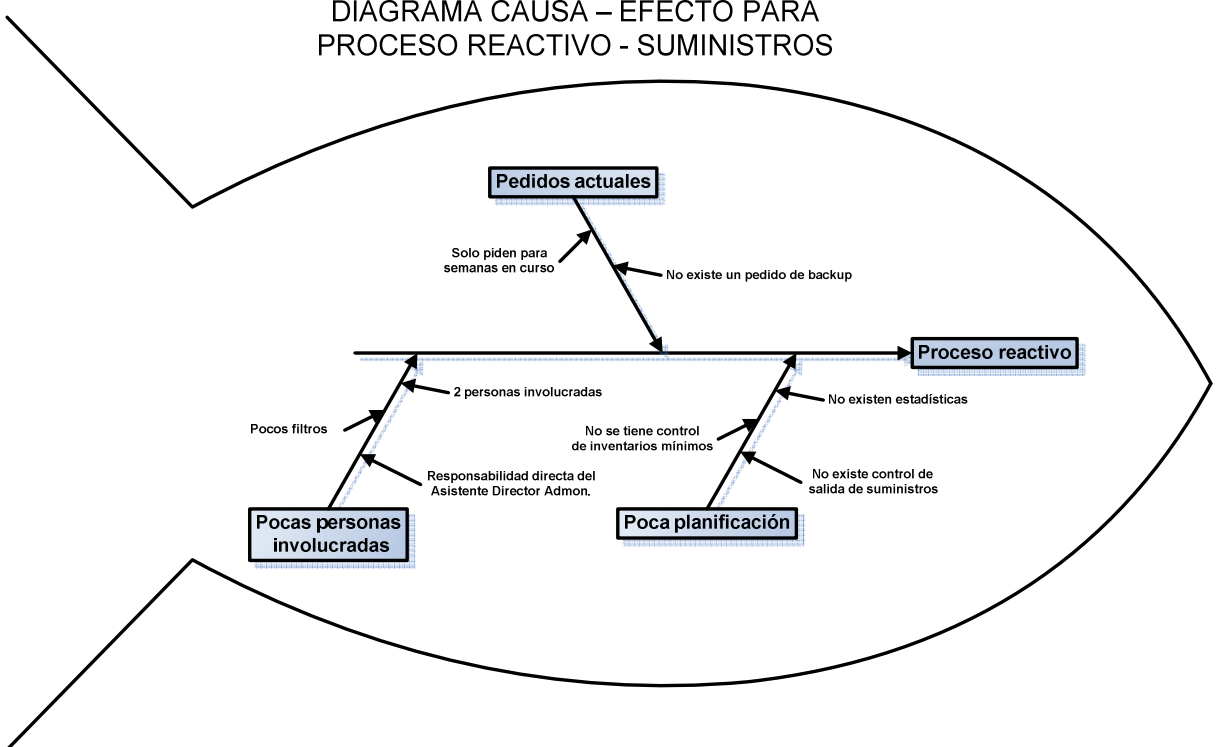 DIAGRAMA CAUSA – EFECTO PARA
PROCESO REACTIVO - SUMINISTROS
Pedidos actuales
Solo piden para
semanas en curso
No existe un pedido de backup
Proceso reactivo
2 personas involucradas
No existen estadísticas
Pocos filtros
No se tiene control
de inventarios mínimos
Responsabilidad directa del
Asistente Director Admon.
No existe control de
salida de suministros
Pocas personas
involucradas
Poca planificación